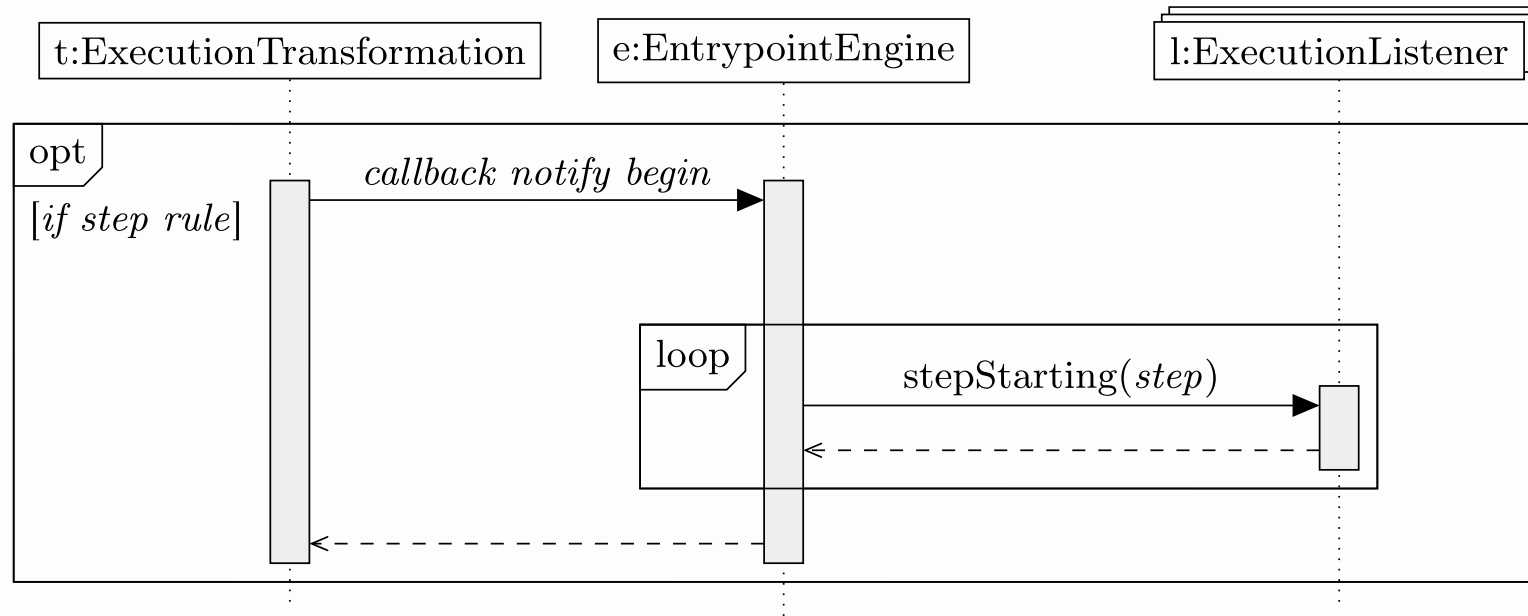 t:ExecutionTransformation
e:EntrypointEngine
l:ExecutionListener
opt
callback notify begin
[if step rule]
loop
stepStarting(step)